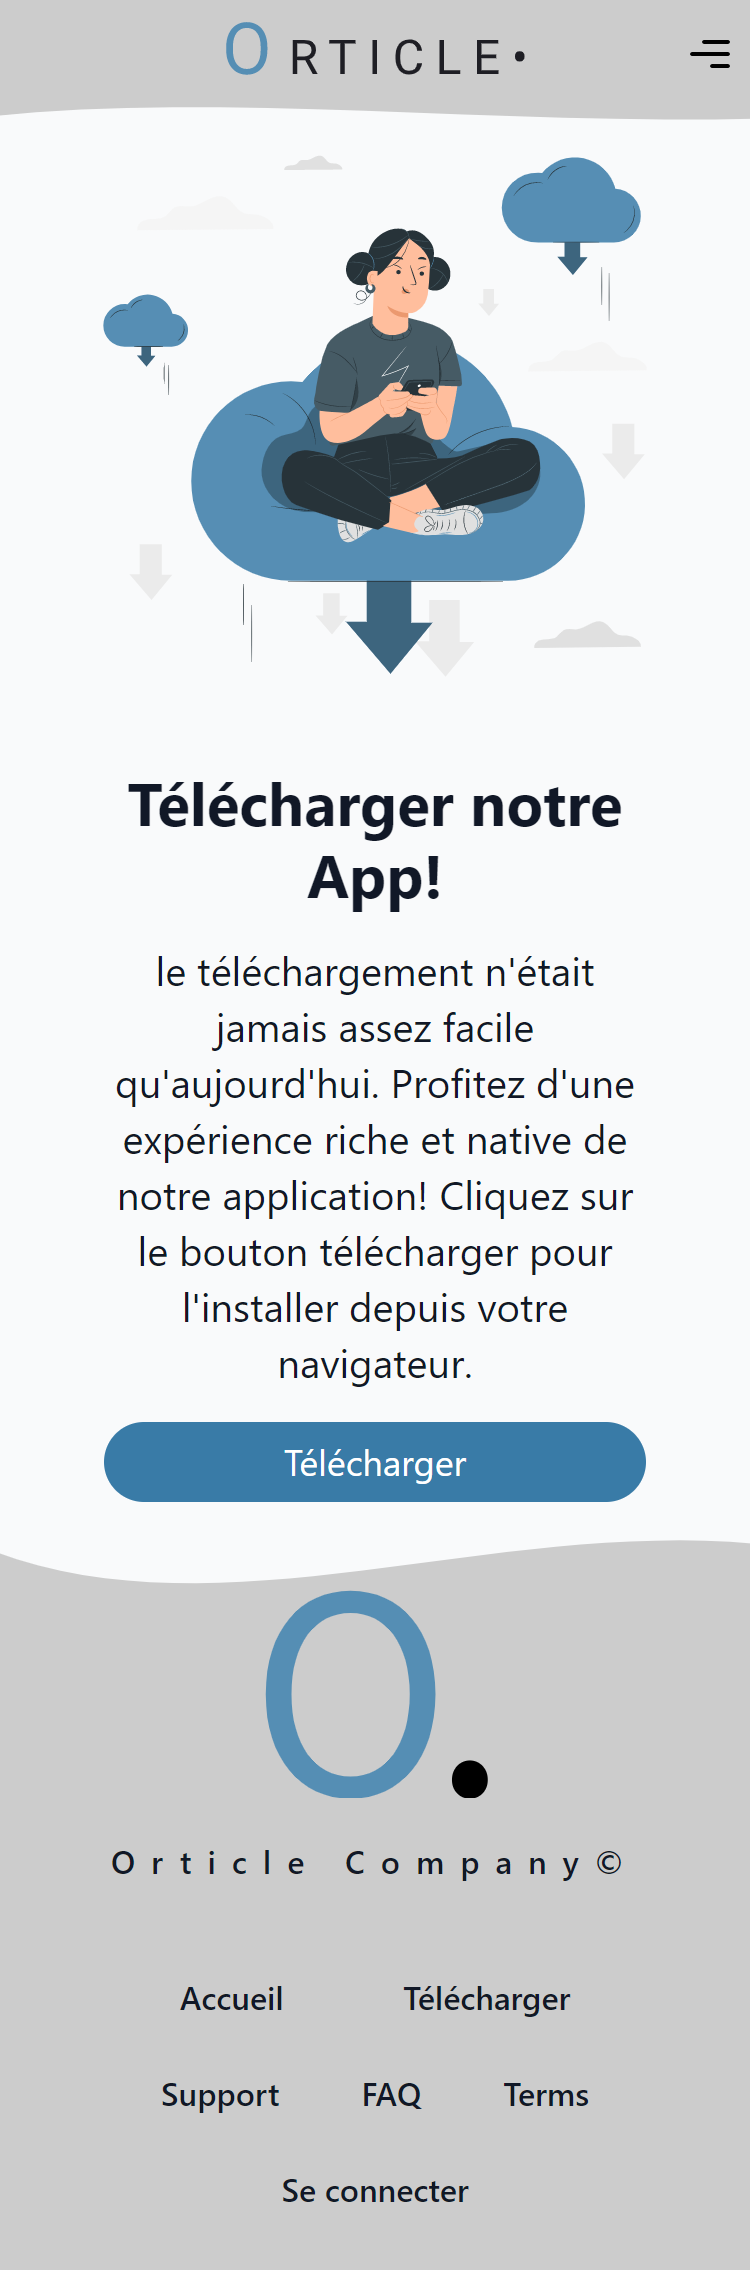 ORTICLE•
Télécharger notre
App!
le téléchargement n'était
jamais assez facile
qu'aujourd'hui. Profitez d'une
expérience riche et native de
notre application! Cliquez sur
le bouton télécharger pour
l'installer depuis votre
navigateur.
Télécharger
O.
Orticle Company©
Accueil Télécharger
Support FAQ Terms
Se connecter